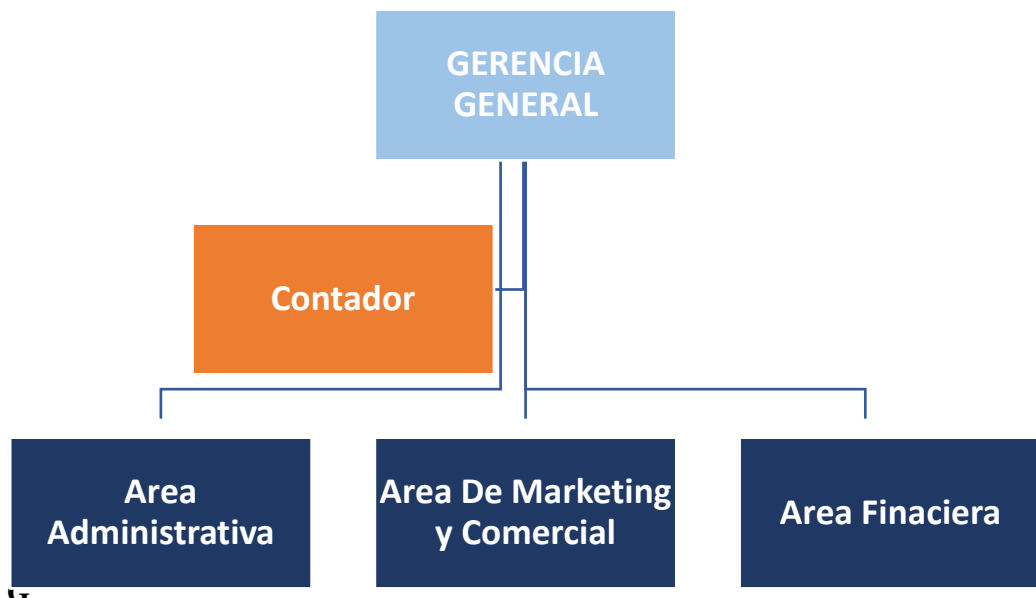 GERENCIA
GENERAL
Contador
Area
Administrativa
Area De Marketing
y Comercial
Area Finaciera